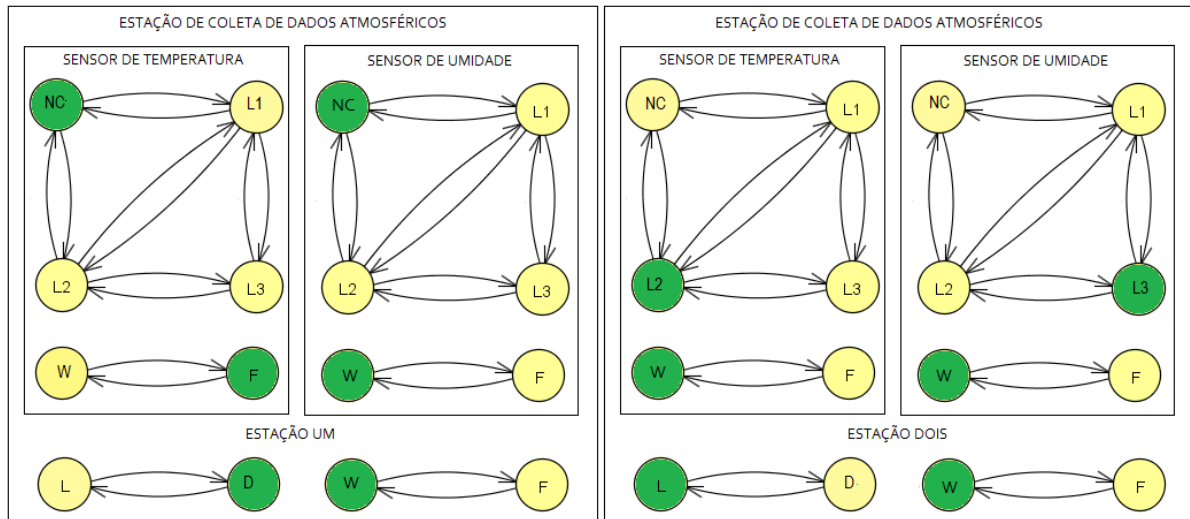 ESTAÇÃO DE COLETA DE DADOS ATMOSFÉRICOS
SENSOR DE TEMPERATURA
NC
L1
L2
L3
W
F
SENSOR DE UMIDADE
NC
L1
L2
L3
W
F
ESTAÇÃO UM
L
D
W
F
ESTAÇÃO DE COLETA DE DADOS ATMOSFÉRICOS
SENSOR DE TEMPERATURA
NC
L1
L2
L3
W
F
SENSOR DE UMIDADE
NC
L1
L2
L3
W
F
ESTAÇÃO DOIS
L
D
W
F